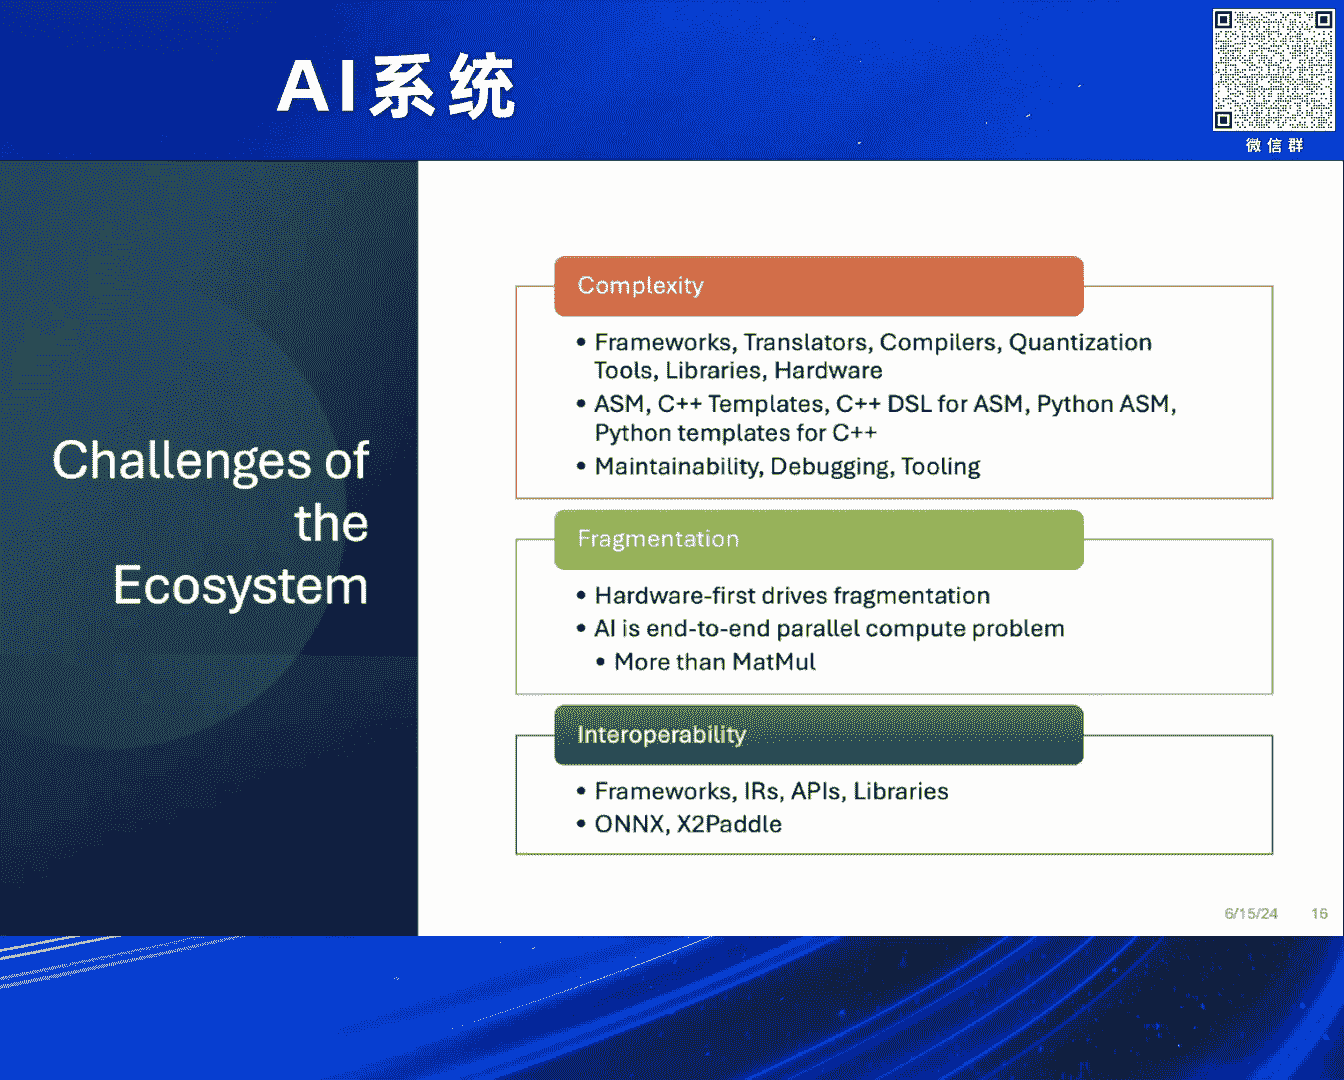 AI系统
微信群
Challenges of
the
Ecosystem
Complexity
• Frameworks, Translators, Compilers, Quantization
Tools, Libraries, Hardware
• ASM, C++ Templates, C++ DSL for ASM, Python ASM,
Python templates for C++
• Maintainability, Debugging, Tooling
Fragmentation
• Hardware-first drives fragmentation
• AI is end-to-end parallel compute problem
• More than MatMul
Interoperability
• Frameworks, IRs, APIs, Libraries
• ONNX, X2Paddle
6/15/24 16